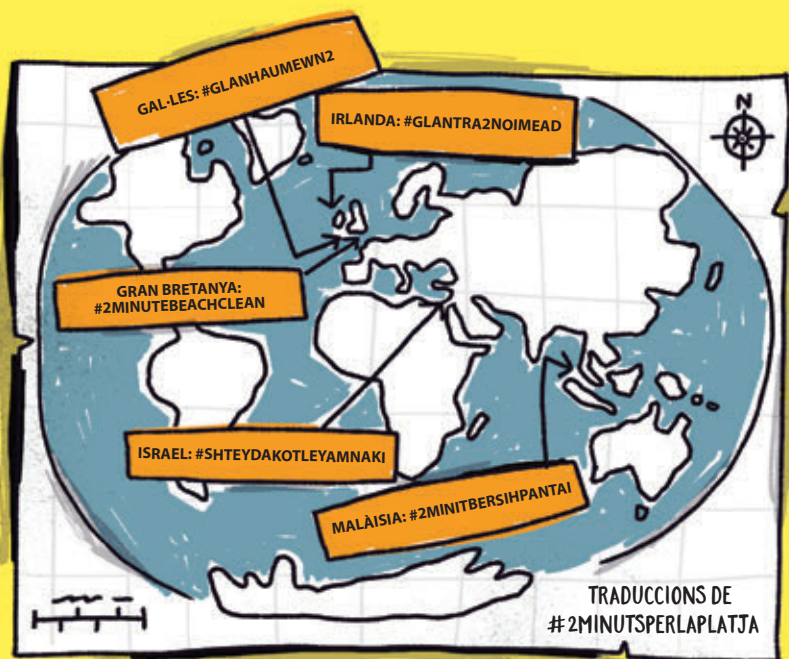 GAL·LES: #GLANHAUMEWN2
IRLANDA: #GLANTRA2NOIMEAD
N
GRAN BRETANYA:
#2MINUTEBEACHCLEAN
ISRAEL: #SHTEYDAKOTLEYAMNAKI
MALÀISIA: #2MINITBERSIHPANTAI
TRADUCCIONS DE
#2MINUTSPERLAPLATJA